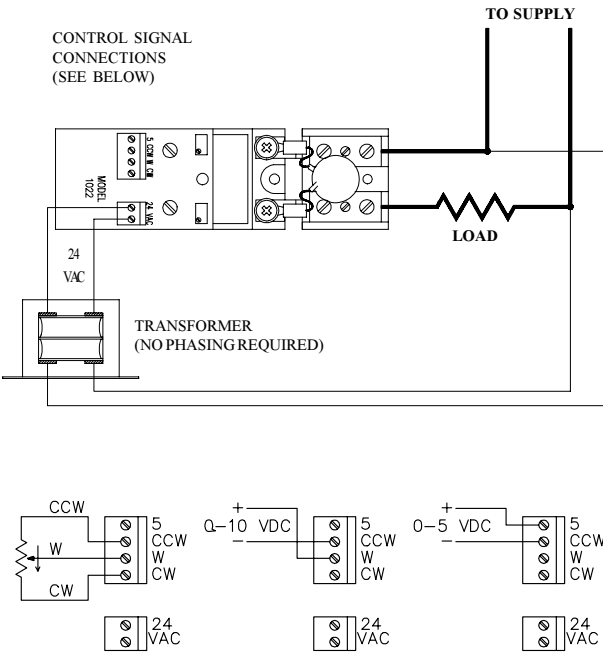 TO SUPPLY
CONTROL SIGNAL
CONNECTIONS
(SEE BELOW)
5 CCW W CW
MODEL
1022
24 VAC
LOAD
24
VAC
TRANSFORMER
(NO PHASING REQUIRED)
CCW
W
CW
5
CCW
W
CW
24
VAC
+
0-10 VDC
-
5
CCW
W
CW
24
VAC
+
0-5 VDC
-
5
CCW
W
CW
24
VAC